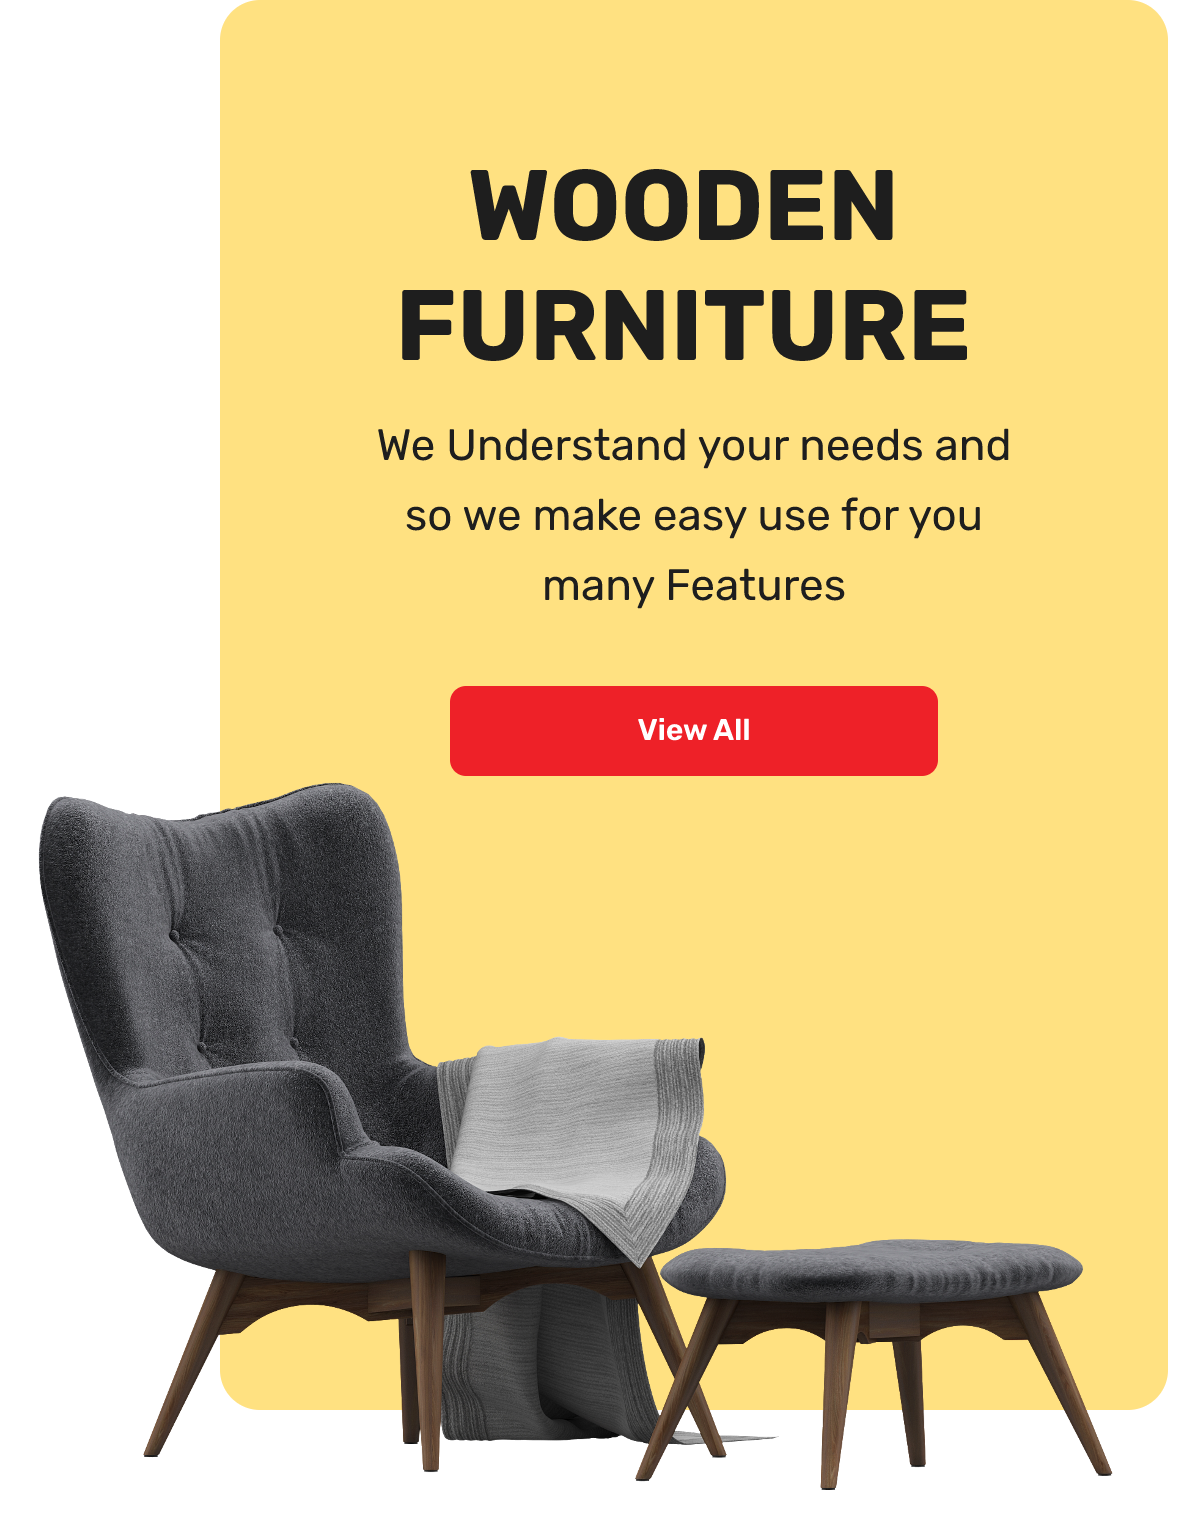 WOODEN
FURNITURE
We Understand your needs and
so we make easy use for you
many Features
View All